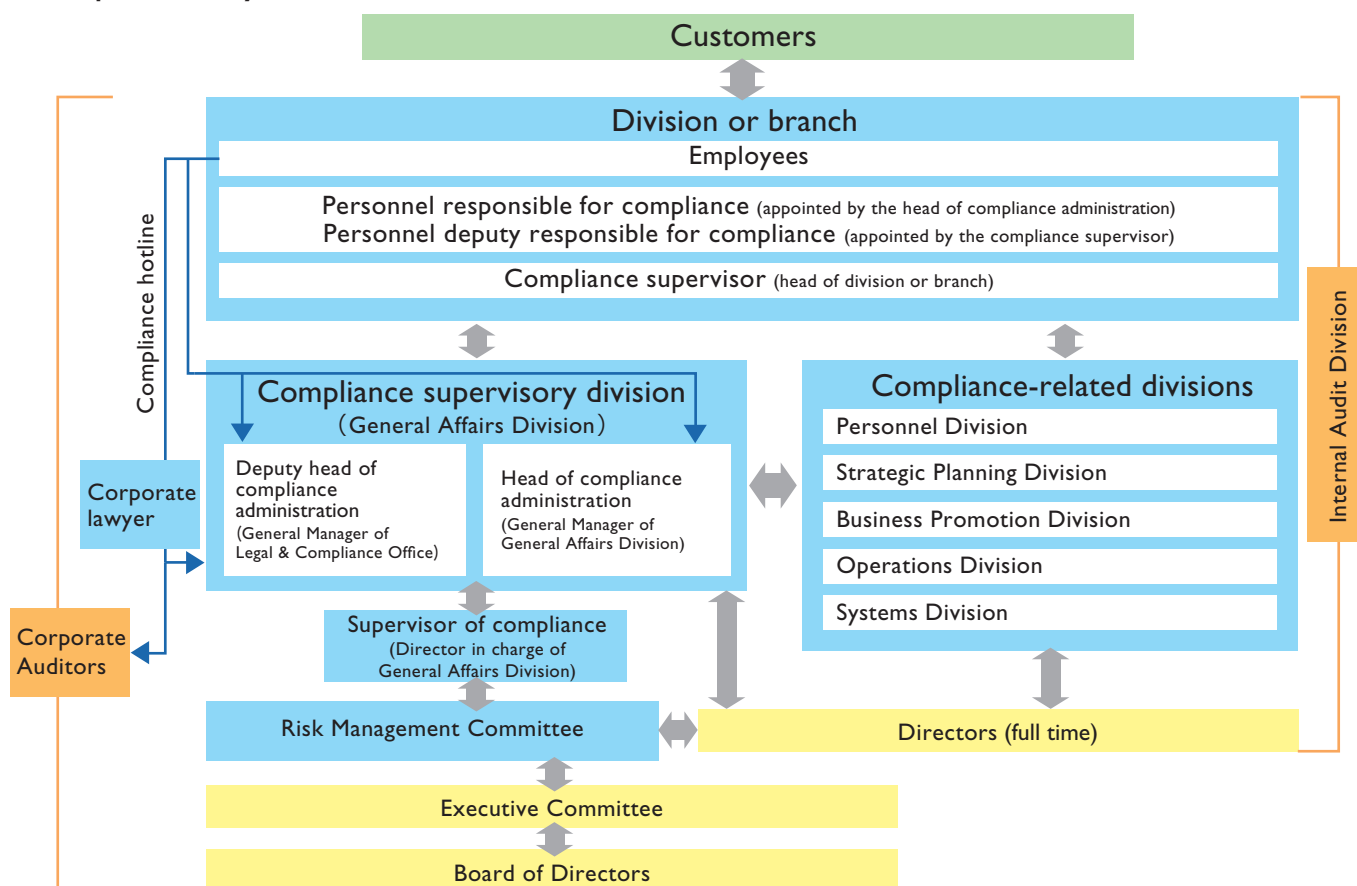 Customers
Division or branch
Employees
Personnel responsible for compliance (appointed by the head of compliance administration)
Personnel deputy responsible for compliance (appointed by the compliance supervisor)
Compliance supervisor (head of division or branch)
Compliance hotline
Internal Audit Division
Compliance supervisory division
(General Affairs Division)
Deputy head of
compliance
administration
(General Manager of
Legal & Compliance Office)
Head of compliance
administration
(General Manager of
General Affairs Division)
Compliance-related divisions
Personnel Division
Strategic Planning Division
Business Promotion Division
Operations Division
Systems Division
Corporate
lawyer
Corporate
Auditors
Supervisor of compliance
(Director in charge of
General Affairs Division)
Risk Management Committee
Directors (full time)
Executive Committee
Board of Directors